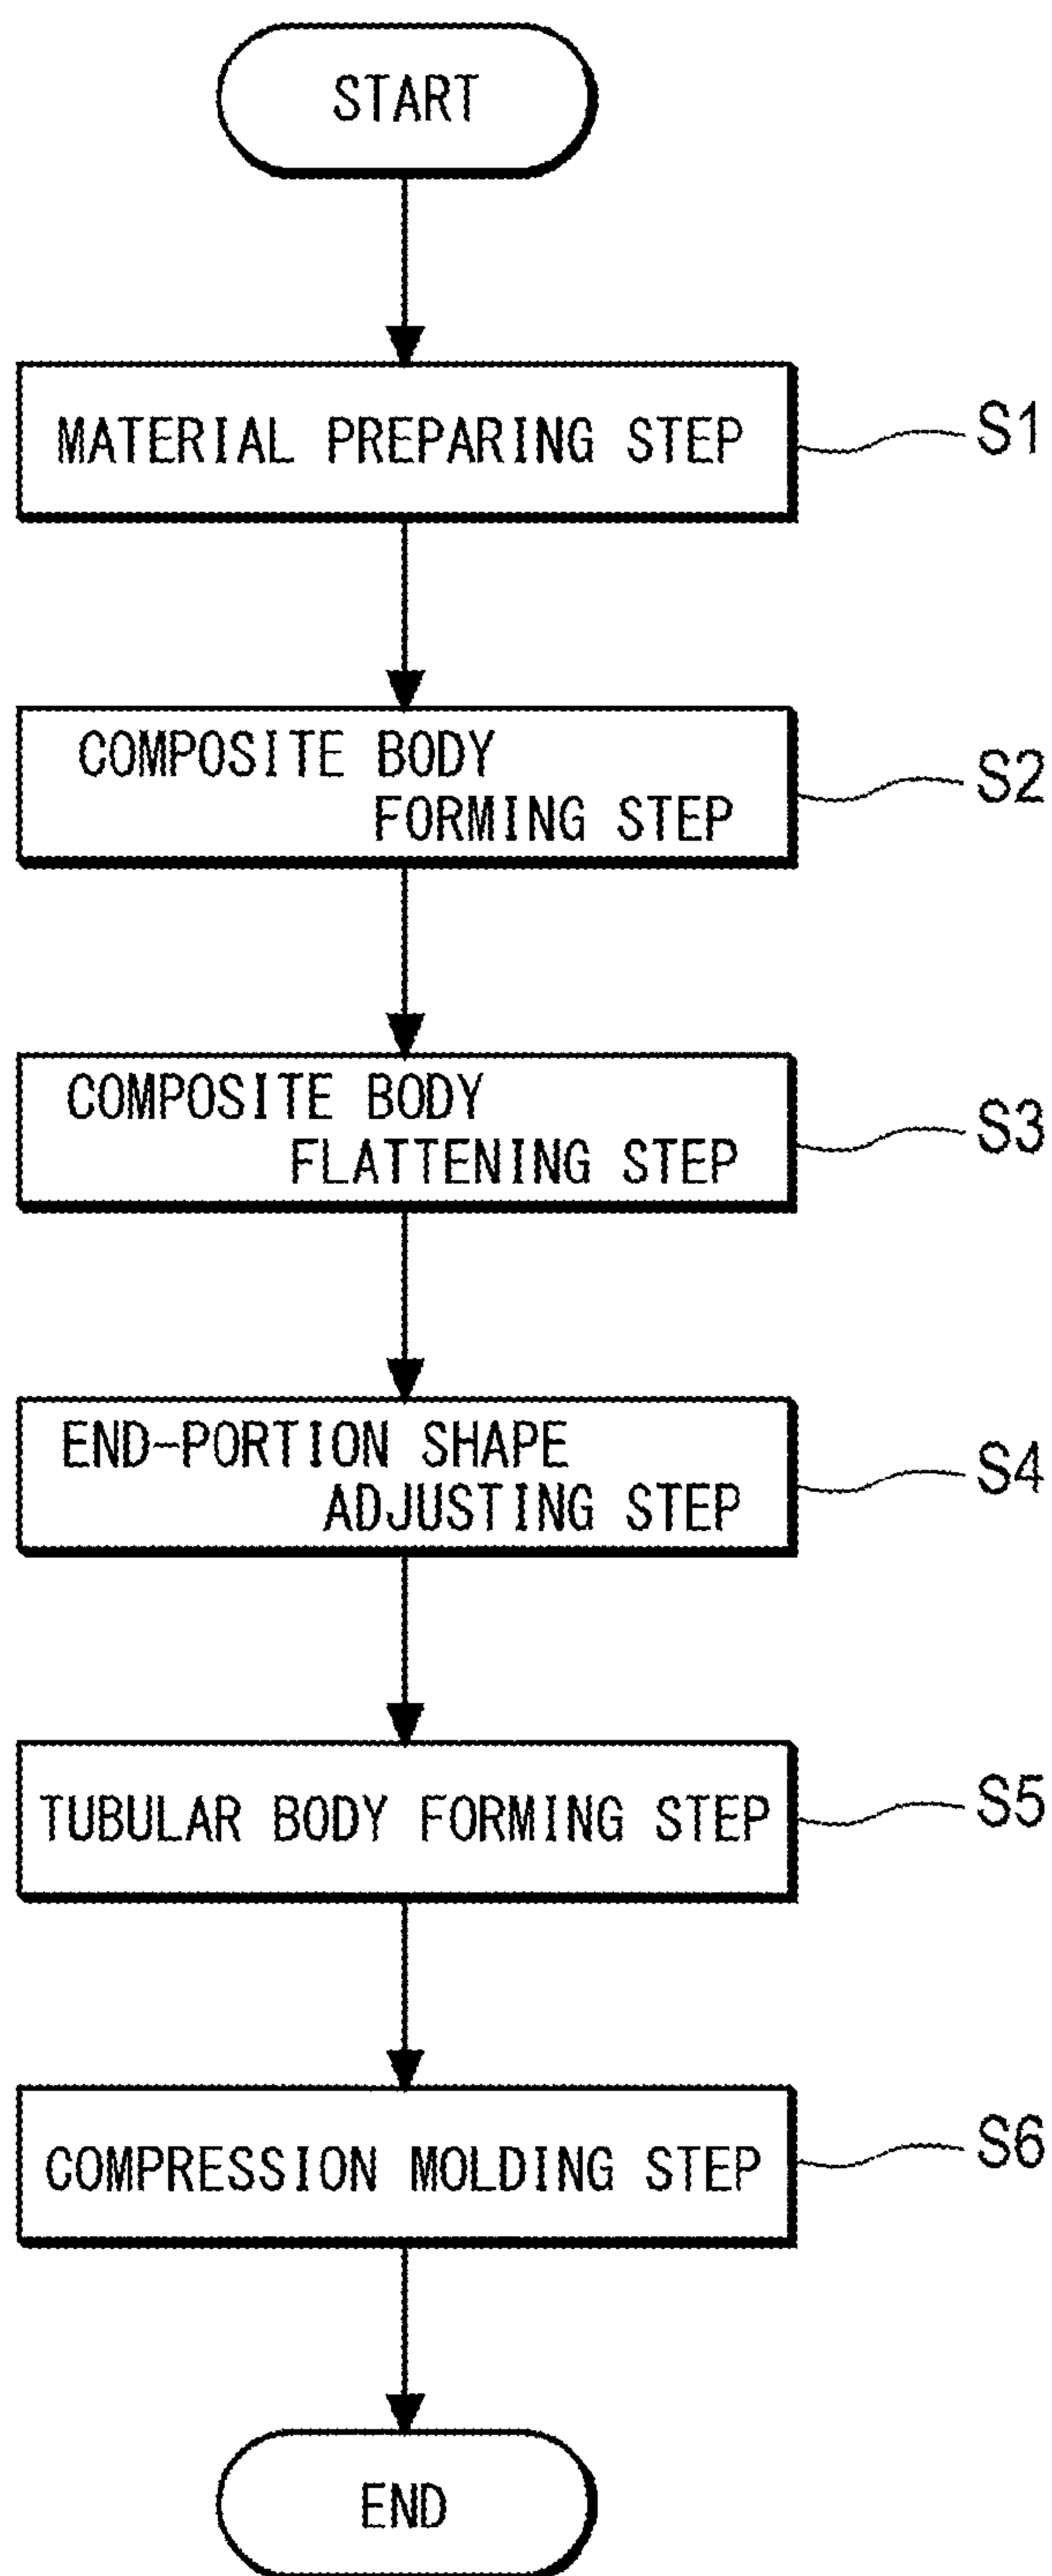 START
MATERIAL PREPARING STEP
S1
COMPOSITE BODY
FORMING STEP
S2
COMPOSITE BODY
FLATTENING STEP
S3
END-PORTION SHAPE
ADJUSTING STEP
S4
TUBULAR BODY FORMING STEP
S5
COMPRESSION MOLDING STEP
S6
END